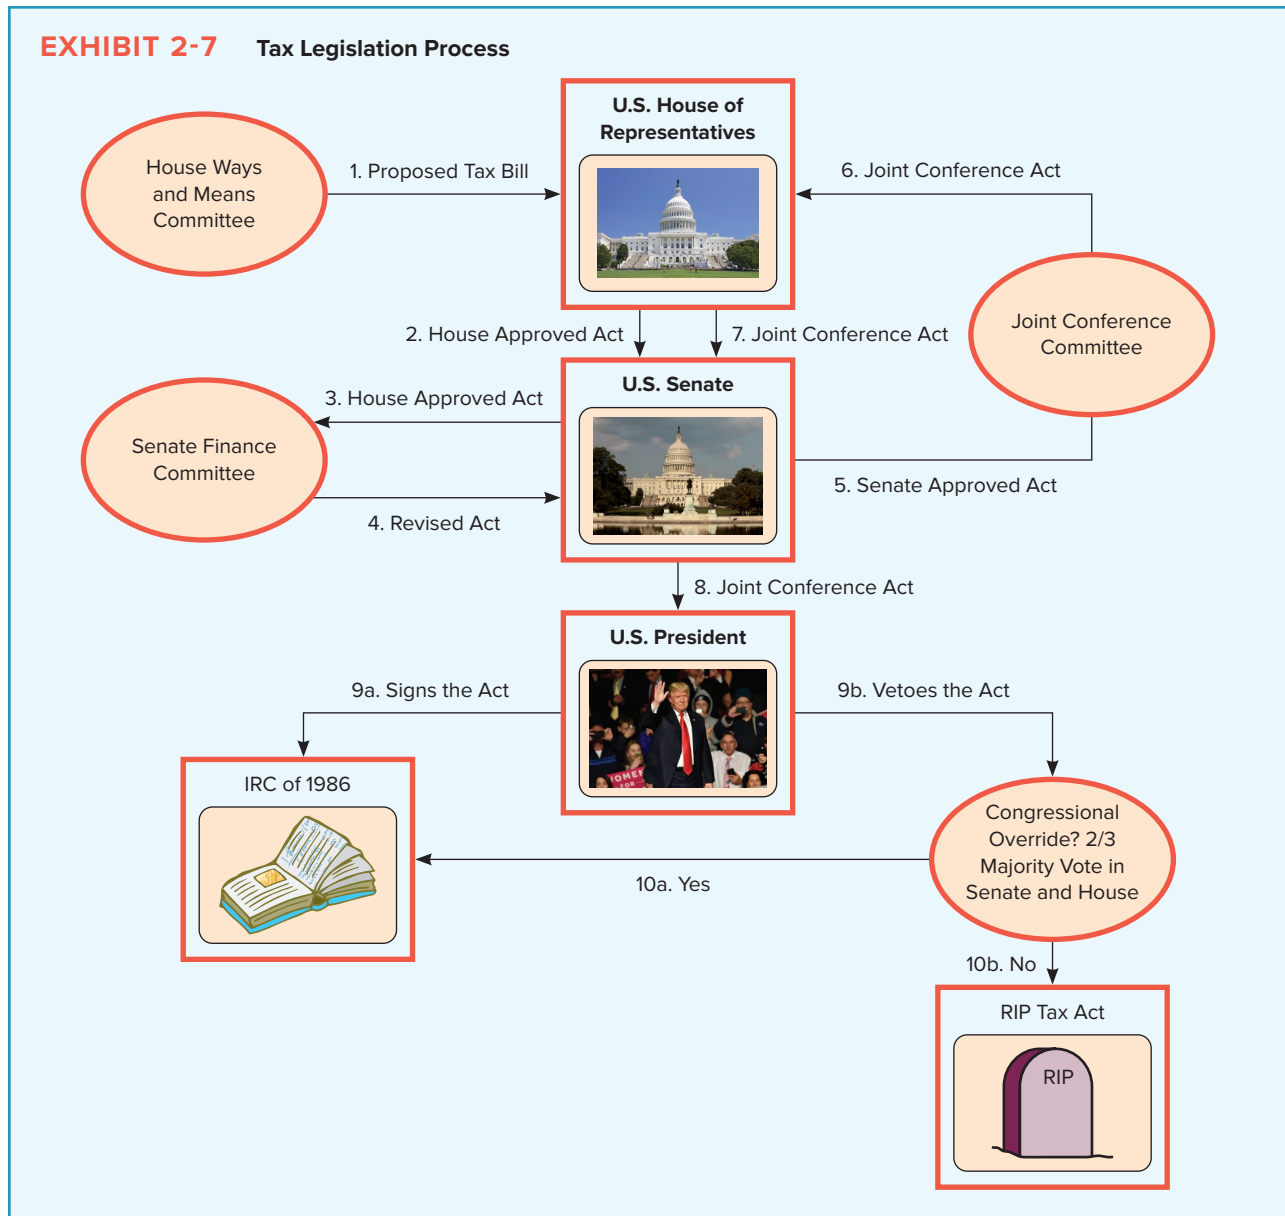 EXHIBIT 2-7 Tax Legislation Process
U.S. House of
Representatives
House Ways
and Means
Committee
1. Proposed Tax Bill
6. Joint Conference Act
2. House Approved Act
7. Joint Conference Act
Joint Conference
Committee
U.S. Senate
3. House Approved Act
Senate Finance
Committee
4. Revised Act
5. Senate Approved Act
8. Joint Conference Act
U.S. President
9a. Signs the Act
9b. Vetoes the Act
WOMEN
FOR
IRC of 1986
Congressional
Override? 2/3
Majority Vote in
Senate and House
10a. Yes
10b. No
RIP Tax Act
RIP